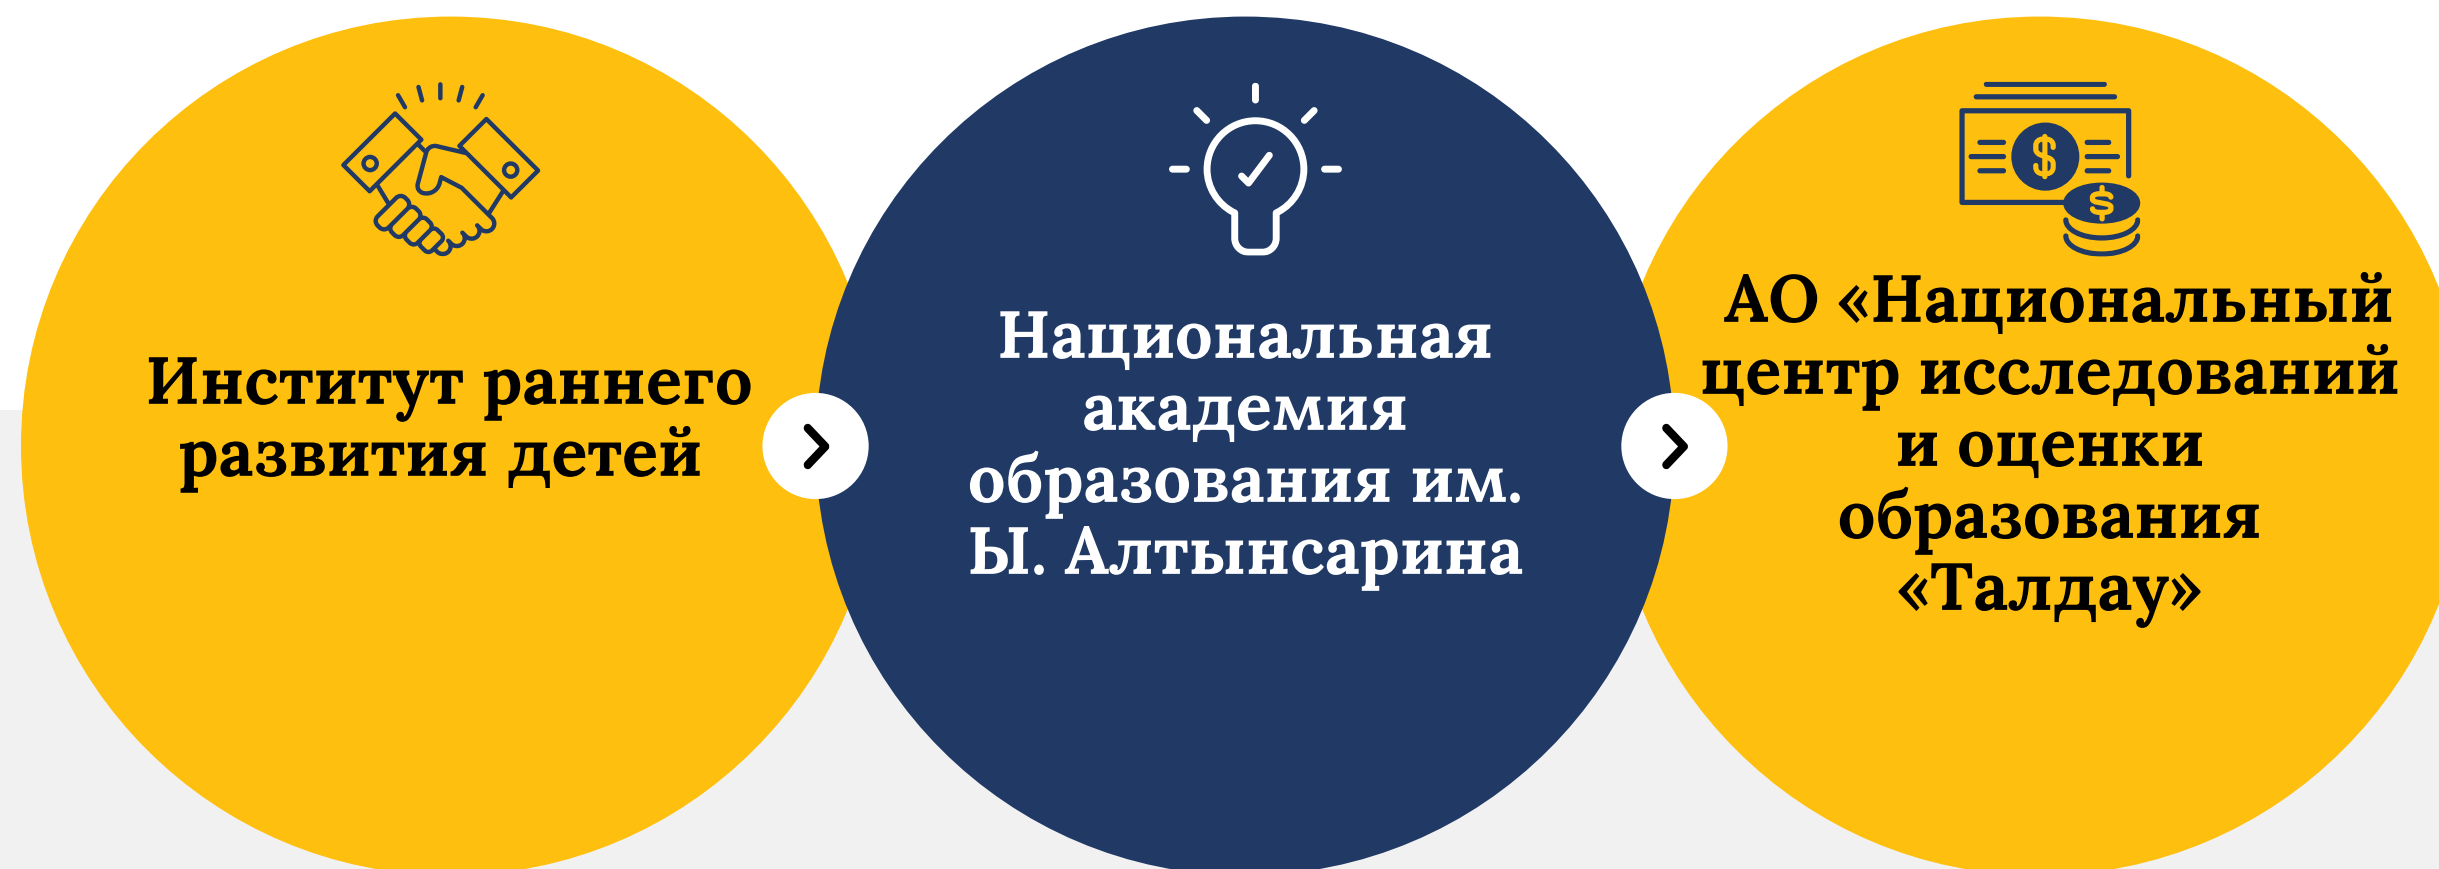 Институт раннего
развития детей
Национальная
академия
образования им.
Ы. Алтынсарина
АО «Национальный
центр исследований
и оценки
образования
«Талдау»